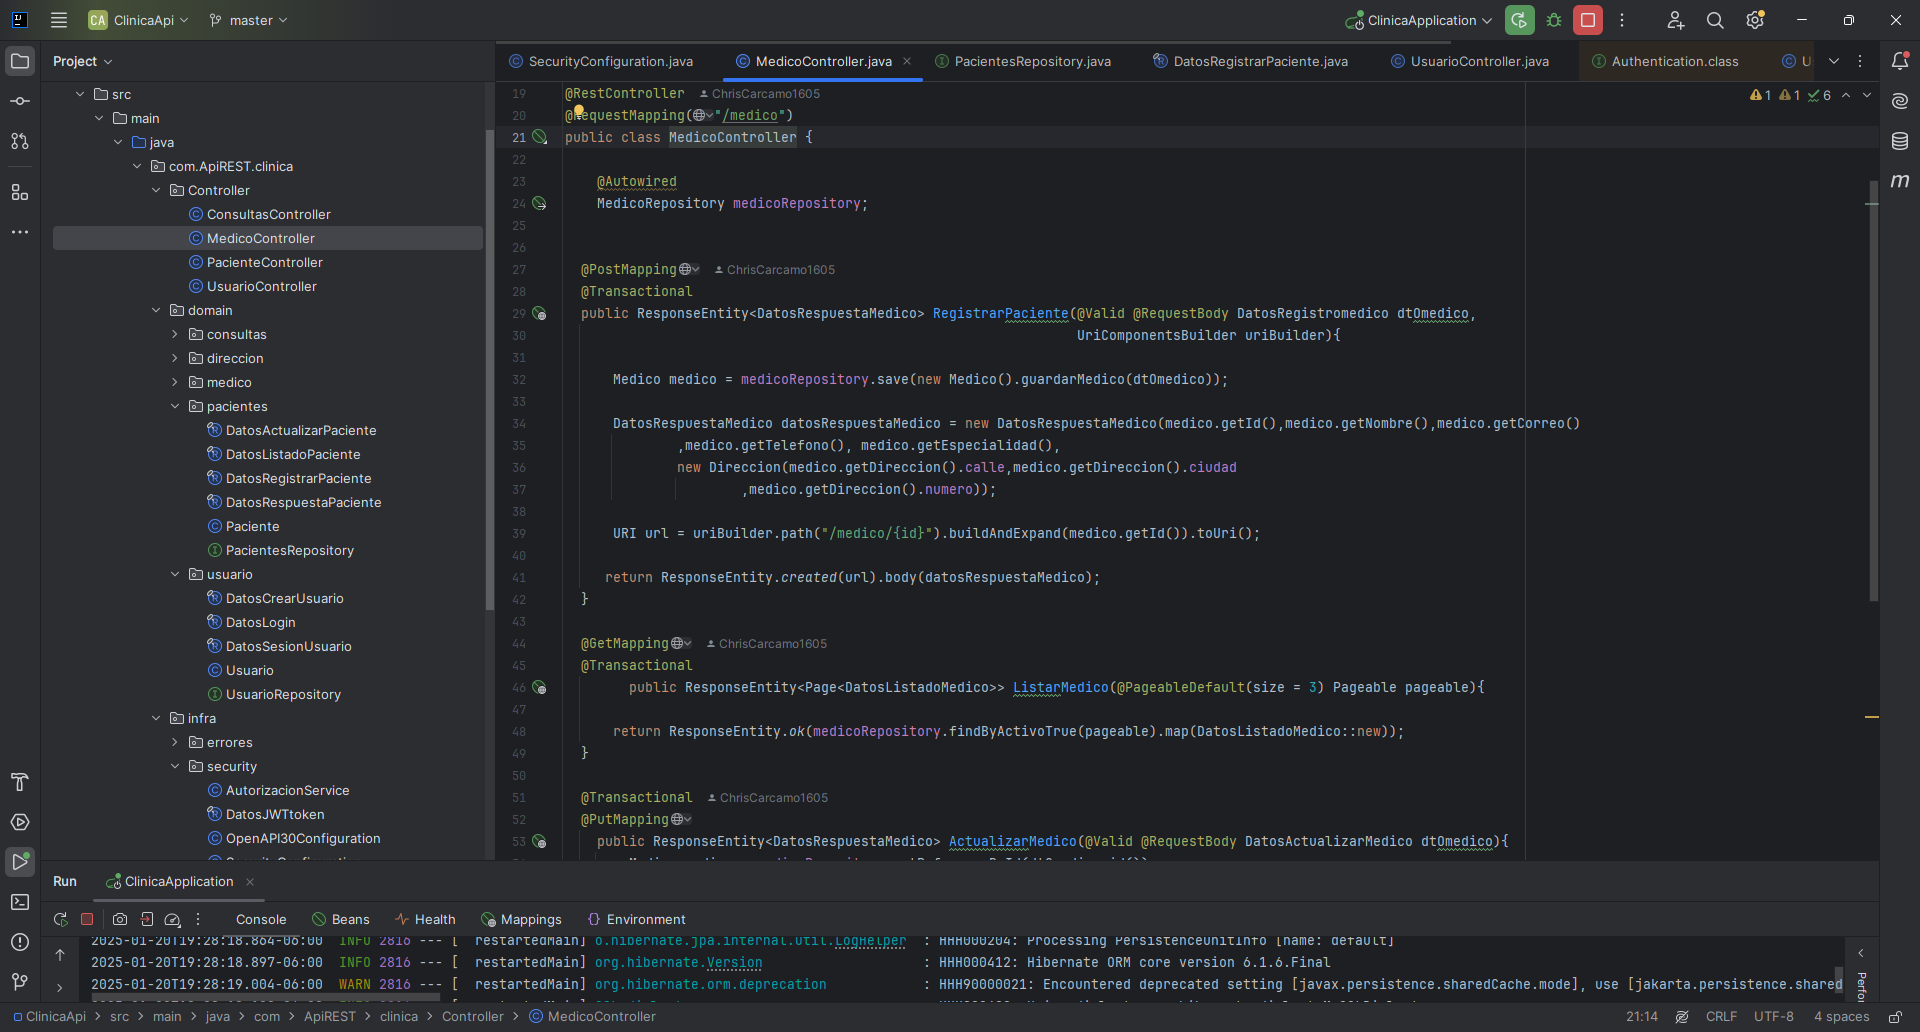 CA ClinicaApi master ClinicaApplication
Project
src
main
java
com.ApiREST.clinica
Controller
ConsultasController
MedicoController
PacienteController
UsuarioController
domain
consultas
direccion
medico
pacientes
DatosActualizarPaciente
DatosListadoPaciente
DatosRegistrarPaciente
DatosRespuestaPaciente
Paciente
PacientesRepository
usuario
DatosCrearUsuario
DatosLogin
DatosSesionUsuario
Usuario
UsuarioRepository
infra
errores
security
AutorizacionService
DatosJWTtoken
OpenAPI30Configuration
SecurityConfiguration.java MedicoController.java PacientesRepository.java DatosRegistrarPaciente.java UsuarioController.java Authentication.class U
1 1 6
19 @RestController ChrisCarcamo1605
20 @RequestMapping("/medico")
21 public class MedicoController {
22
23 @Autowired
24 MedicoRepository medicoRepository;
25
26
27 @PostMapping ChrisCarcamo1605
28 @Transactional
29 public ResponseEntity<DatosRespuestaMedico> RegistrarPaciente(@Valid @RequestBody DatosRegistromedico dtOmedico,
30 UriComponentsBuilder uriBuilder){
31
32 Medico medico = medicoRepository.save(new Medico().guardarMedico(dtOmedico));
33
34 DatosRespuestaMedico datosRespuestaMedico = new DatosRespuestaMedico(medico.getId(),medico.getNombre(),medico.getCorreo()
35 ,medico.getTelefono(), medico.getEspecialidad(),
36 new Direccion(medico.getDireccion().calle,medico.getDireccion().ciudad
37 ,medico.getDireccion().numero));
38
39 URI url = uriBuilder.path("/medico/{id}").buildAndExpand(medico.getId()).toUri();
40
41 return ResponseEntity.created(url).body(datosRespuestaMedico);
42 }
43
44 @GetMapping ChrisCarcamo1605
45 @Transactional
46 public ResponseEntity<Page<DatosListadoMedico>> ListarMedico(@PageableDefault(size = 3) Pageable pageable){
47
48 return ResponseEntity.ok(medicoRepository.findByActivoTrue(pageable).map(DatosListadoMedico::new));
49 }
50
51 @Transactional ChrisCarcamo1605
52 @PutMapping
53 public ResponseEntity<DatosRespuestaMedico> ActualizarMedico(@Valid @RequestBody DatosActualizarMedico dtOmedico){
Run ClinicaApplication
Console Beans Health Mappings Environment
2025-01-20T19:28:18.864-06:00 INFO 2816 --- [ restartedMain] o.hibernate.jpa.internal.util.LogHelper : HHH000204: Processing PersistenceUnitInfo [name: default]
2025-01-20T19:28:18.897-06:00 INFO 2816 --- [ restartedMain] org.hibernate.Version : HHH000412: Hibernate ORM core version 6.1.6.Final
2025-01-20T19:28:19.004-06:00 WARN 2816 --- [ restartedMain] org.hibernate.orm.deprecation : HHH90000021: Encountered deprecated setting [javax.persistence.sharedCache.mode], use [jakarta.persistence.shared
Perfo
ClinicaApi > src > main > java > com > ApiREST > clinica > Controller > MedicoController 21:14 CRLF UTF-8 4 spaces